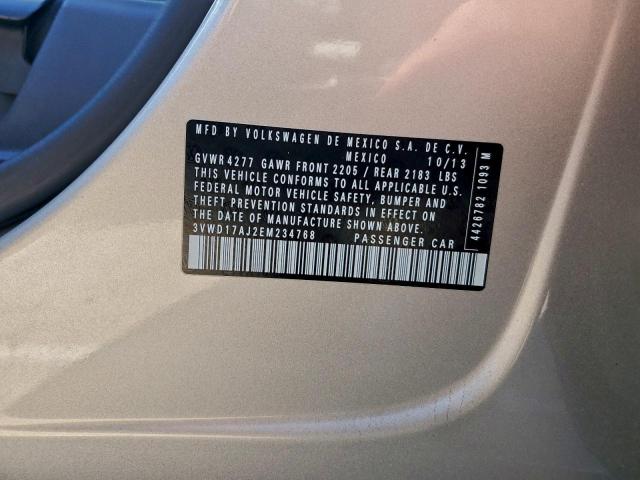 MFD BY VOLKSWAGEN DE MEXICO S.A. DE C.V.
MEXICO 10/13
GVWR 4277 GAWR FRONT 2205 / REAR 2183 LBS
THIS VEHICLE CONFORMS TO ALL APPLICABLE U.S.
FEDERAL MOTOR VEHICLE SAFETY, BUMPER AND
THEFT PREVENTION STANDARDS IN EFFECT ON
THE DATE OF MANUFACTURE SHOWN ABOVE.
3VWD17AJ2EM234768 PASSENGER CAR
4426782 1093 M